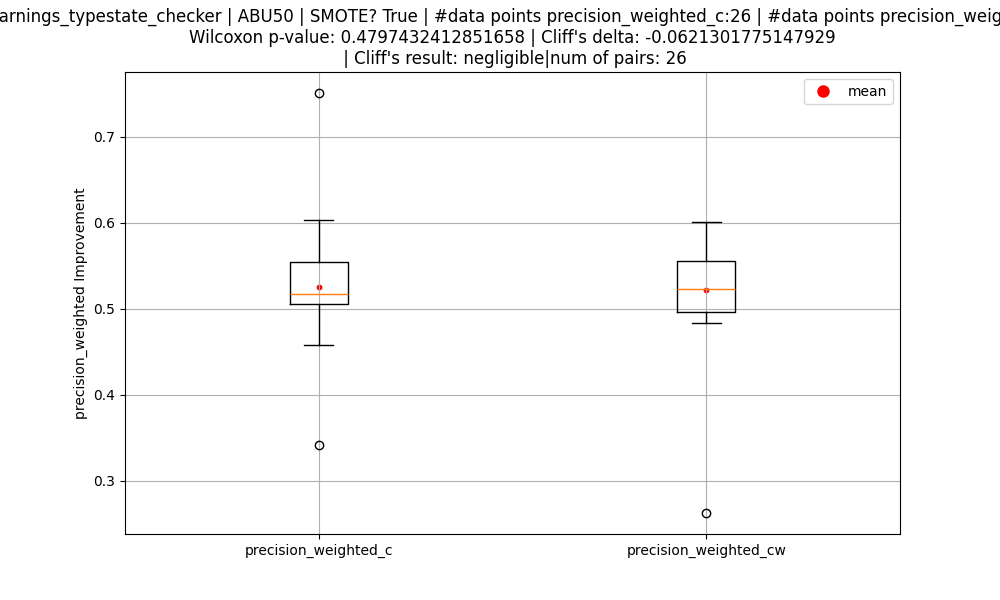 arnings_typestate_checker | ABU50 | SMOTE? True | #data points precision_weighted_c:26 | #data points precision_weig
Wilcoxon p-value: 0.4797432412851658 | Cliff's delta: -0.0621301775147929
| Cliff's result: negligible|num of pairs: 26
mean
0.7
0.6
0.5
0.4
0.3
precision_weighted Improvement
precision_weighted_c
precision_weighted_cw